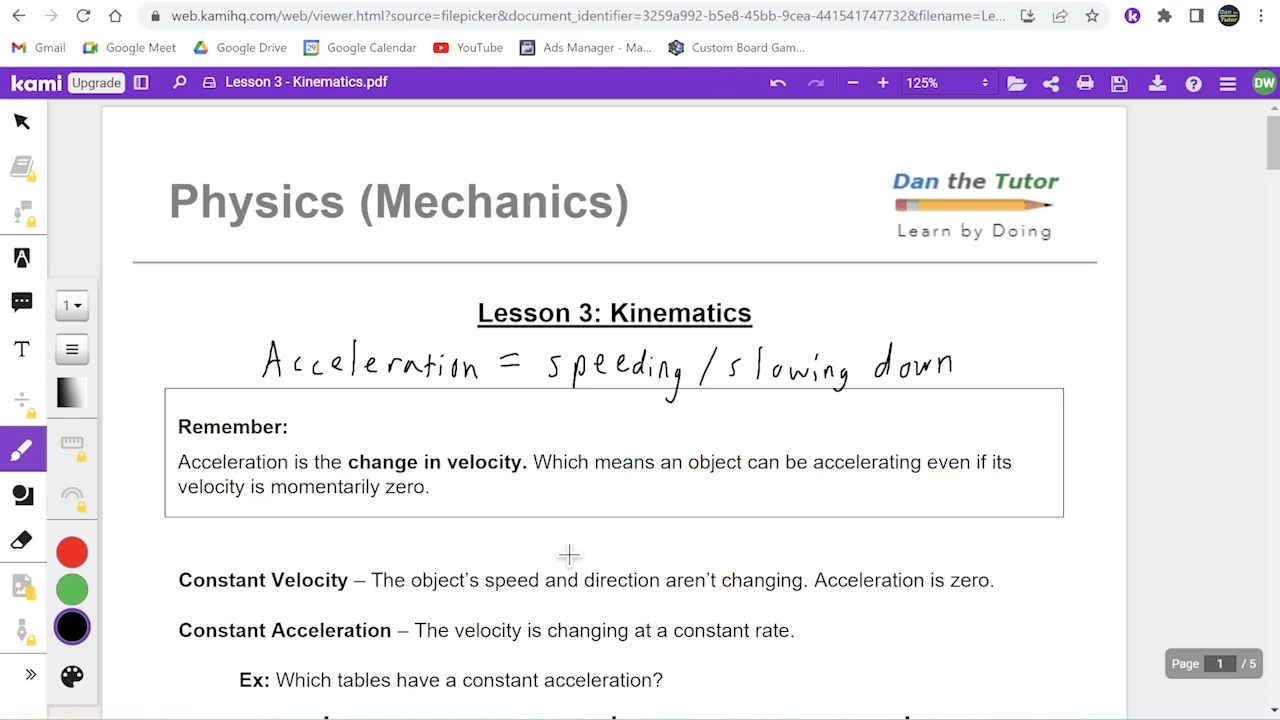 web.kamihq.com/web/viewer.html?source=filepicker&document_identifier=3259a992-b5e8-45bb-9cea-441541747732&filename=Le...
Gmail Google Meet Google Drive Google Calendar YouTube Ads Manager - Ma... Custom Board Gam...
kami Upgrade Lesson 3 - Kinematics.pdf 125% DW
Physics (Mechanics)
Dan the Tutor
Learn by Doing
Lesson 3: Kinematics
Acceleration = speeding / slowing down
Remember:
Acceleration is the change in velocity. Which means an object can be accelerating even if its
velocity is momentarily zero.
Constant Velocity – The object's speed and direction aren't changing. Acceleration is zero.
Constant Acceleration – The velocity is changing at a constant rate.
Ex: Which tables have a constant acceleration?
1
Page 1 / 5